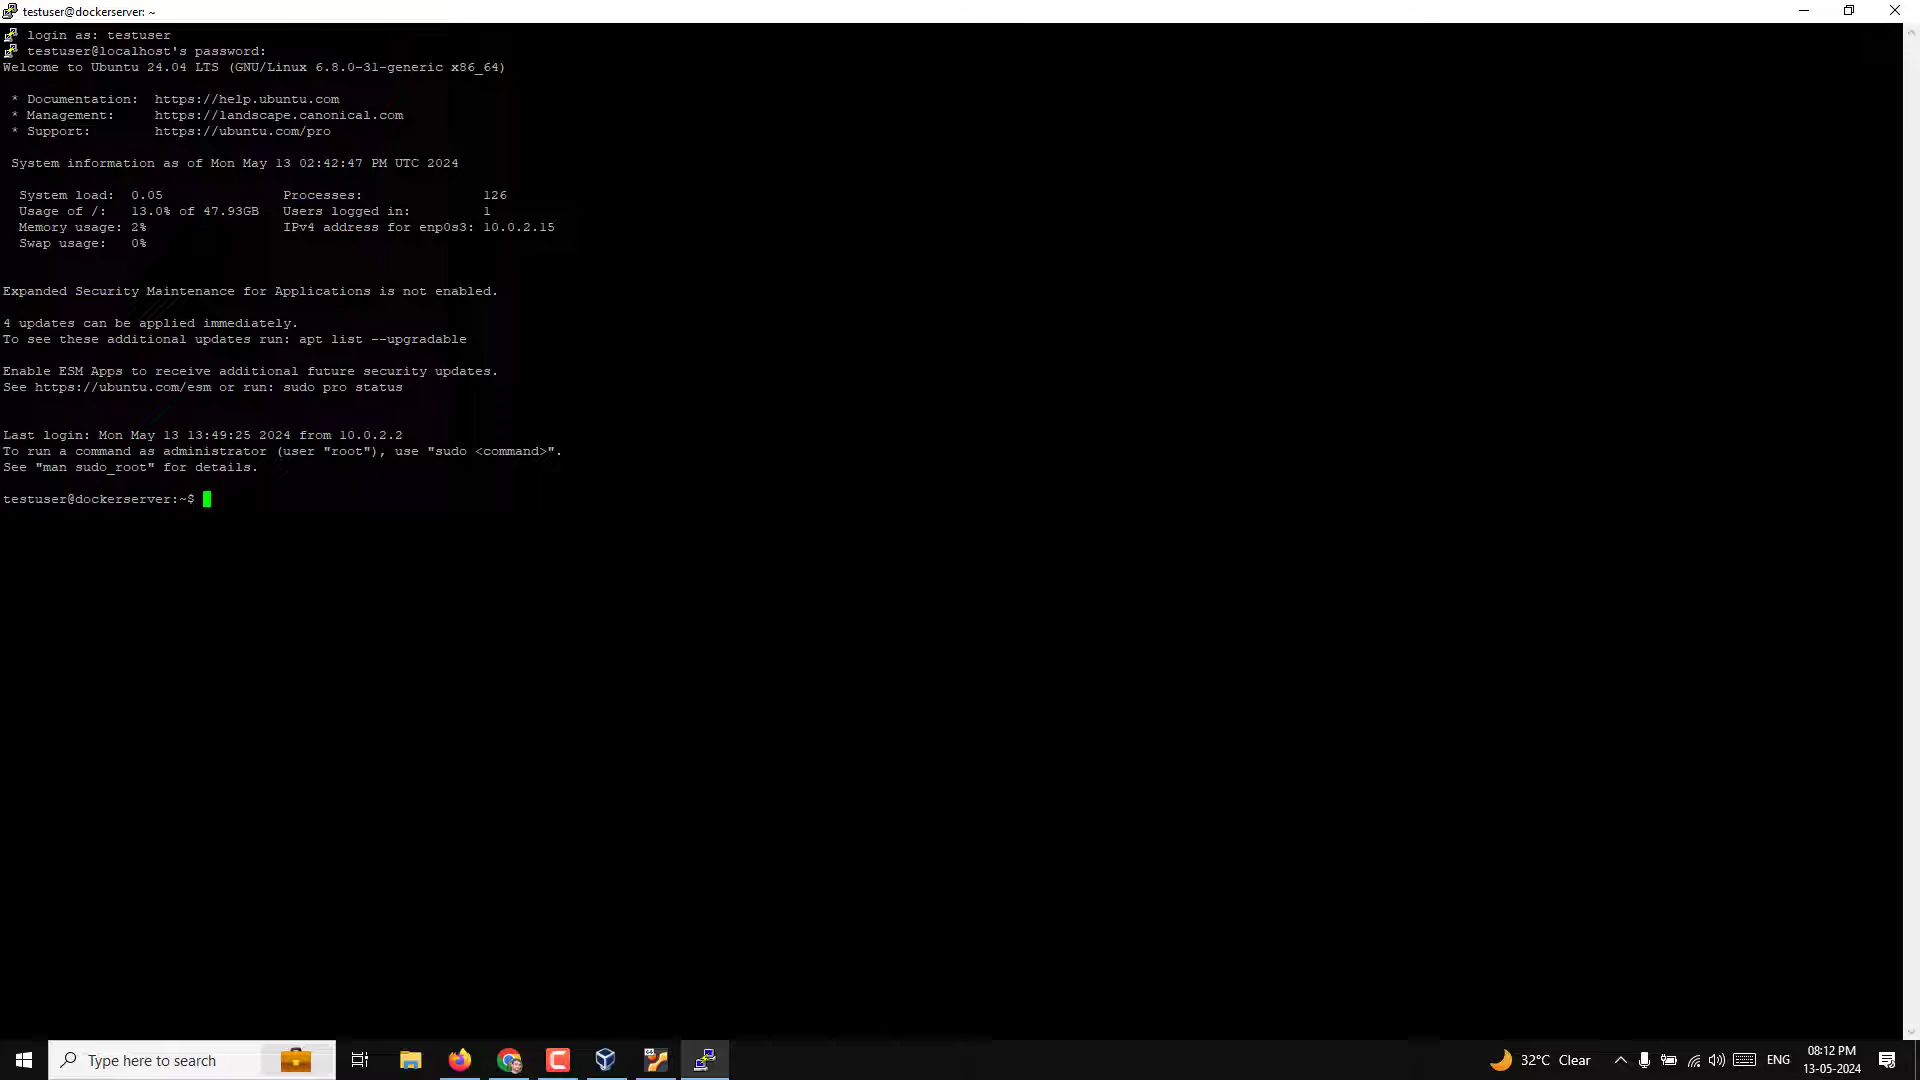 testuser@dockerserver: ~
login as: testuser
testuser@localhost's password:
Welcome to Ubuntu 24.04 LTS (GNU/Linux 6.8.0-31-generic x86_64)
* Documentation:  https://help.ubuntu.com
* Management:     https://landscape.canonical.com
* Support:        https://ubuntu.com/pro
System information as of Mon May 13 02:42:47 PM UTC 2024
System load:  0.05               Processes:               126
Usage of /:   13.0% of 47.93GB   Users logged in:         1
Memory usage: 2%                 IPv4 address for enp0s3: 10.0.2.15
Swap usage:   0%
Expanded Security Maintenance for Applications is not enabled.
4 updates can be applied immediately.
To see these additional updates run: apt list --upgradable
Enable ESM Apps to receive additional future security updates.
See https://ubuntu.com/esm or run: sudo pro status
Last login: Mon May 13 13:49:25 2024 from 10.0.2.2
To run a command as administrator (user "root"), use "sudo <command>".
See "man sudo_root" for details.
testuser@dockerserver:~$
Type here to search
32°C Clear
ENG
08:12 PM
13-05-2024